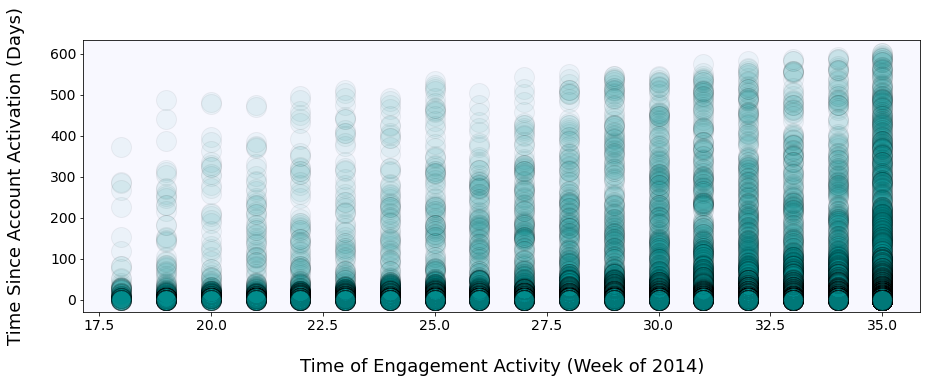 Time Since Account Activation (Days)
600
500
400
300
200
100
0
17.5 20.0 22.5 25.0 27.5 30.0 32.5 35.0
Time of Engagement Activity (Week of 2014)